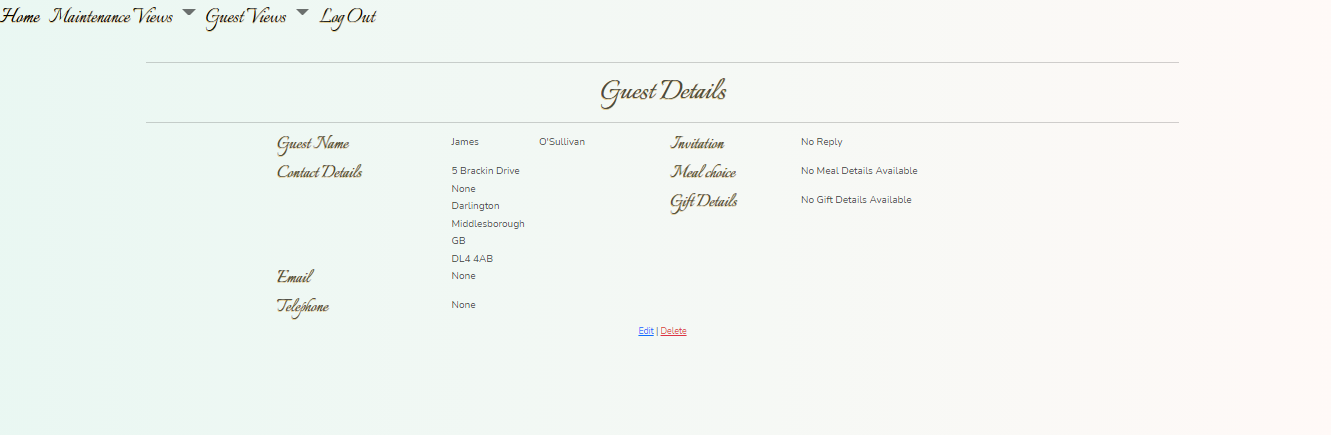 Home Maintenance Views Guest Views Log Out
Guest Details
Guest Name James O'Sullivan
Contact Details 5 Brackin Drive
None
Darlington
Middlesborough
GB
DL4 4AB
Email None
Telephone None
Invitation No Reply
Meal choice No Meal Details Available
Gift Details No Gift Details Available
Edit | Delete